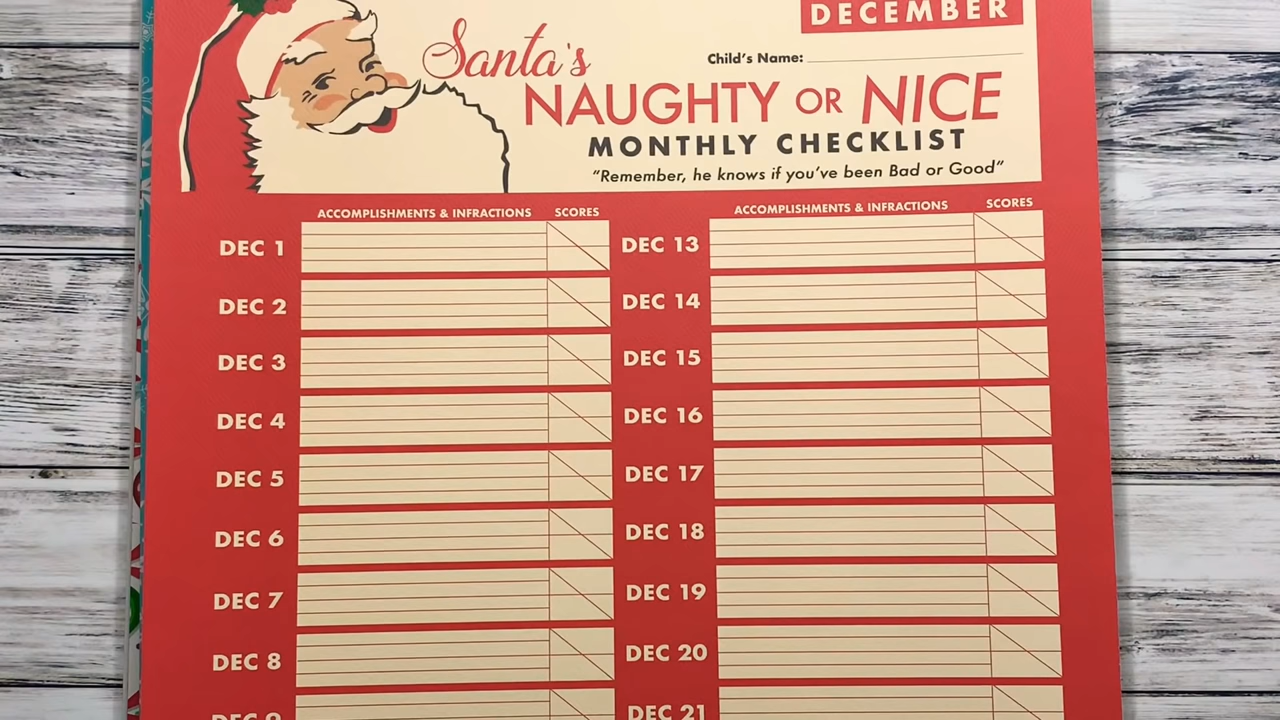 DECEMBER
Child's Name:
Santa's
NAUGHTY OR NICE
MONTHLY CHECKLIST
"Remember, he knows if you've been Bad or Good"
ACCOMPLISHMENTS & INFRACTIONS SCORES
DEC 1
DEC 2
DEC 3
DEC 4
DEC 5
DEC 6
DEC 7
DEC 8
DEC 9
ACCOMPLISHMENTS & INFRACTIONS SCORES
DEC 13
DEC 14
DEC 15
DEC 16
DEC 17
DEC 18
DEC 19
DEC 20
DEC 21